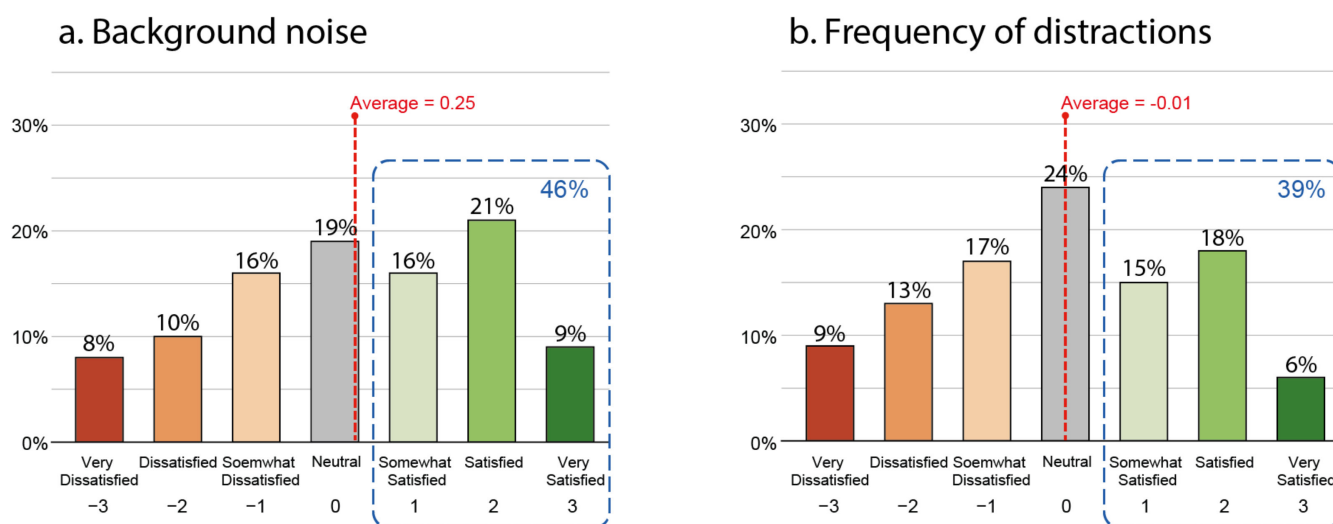 a. Background noise
Average = 0.25
30%
46%
21%
20%
19%
16%
16%
10%
10%
9%
8%
0%
Very Dissatisfied
Dissatisfied
Soemwhat Dissatisfied
Neutral
Somewhat Satisfied
Satisfied
Very Satisfied
−3 −2 −1 0 1 2 3
b. Frequency of distractions
Average = -0.01
30%
39%
24%
20%
18%
17%
15%
13%
10%
9%
6%
0%
Very Dissatisfied
Dissatisfied
Soemwhat Dissatisfied
Neutral
Somewhat Satisfied
Satisfied
Very Satisfied
−3 −2 −1 0 1 2 3